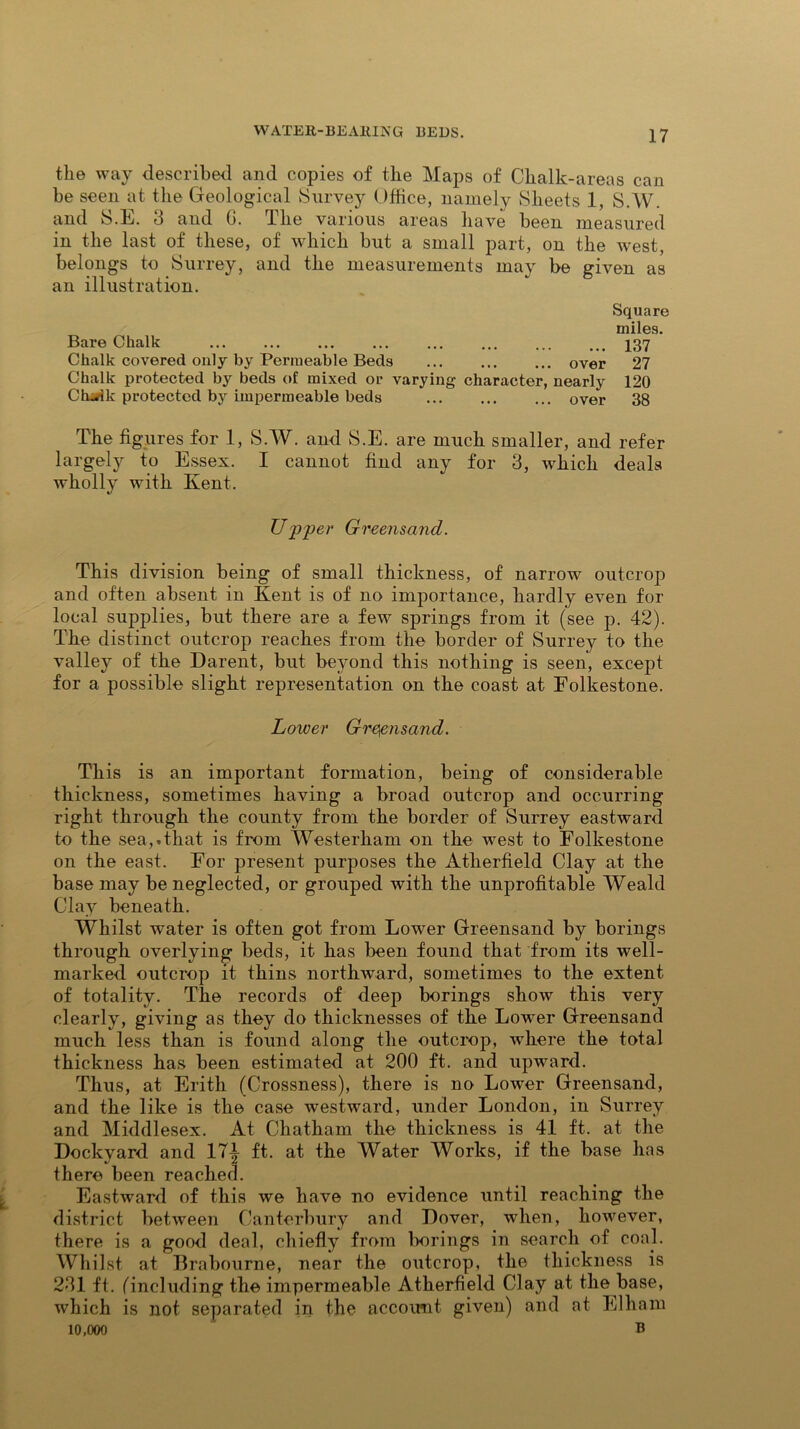 WATER-BEARING BEDS. 17
the way described and copies of the Maps of Chalk-areas can
be seen at the Geological Survey Office, namely Sheets 1, S.W.
and S.E. 3 and 6. The various areas have been measured
in the last of these, of which but a small part, on the west,
belongs to Surrey, and the measurements may be given as
an illustration.
Square
miles.
Bare Chalk ... ... ... ... ... ... ... ... 137
Chalk covered only by Permeable Beds ... ... ... over 27
Chalk protected by beds of mixed or varying character, nearly 120
Chalk protected by impermeable beds ... ... ... over 38
The figures for 1, S.W. and S.E. are much smaller, and refer
largely to Essex. I cannot find any for 3, which deals
wholly with Kent.
Upper Greensand.
This division being of small thickness, of narrow outcrop
and often absent in Kent is of no importance, hardly even for
local supplies, but there are a few springs from it (see p. 42).
The distinct outcrop reaches from the border of Surrey to the
valley of the Darent, but beyond this nothing is seen, except
for a possible slight representation on the coast at Folkestone.
Lower Greensand.
This is an important formation, being of considerable
thickness, sometimes having a broad outcrop and occurring
right through the county from the border of Surrey eastward
to the sea, that is from Westerham on the west to Folkestone
on the east. For present purposes the Atherfield Clay at the
base may be neglected, or grouped with the unprofitable Weald
Clay beneath.
Whilst water is often got from Lower Greensand by borings
through overlying beds, it has been found that from its well-
marked outcrop it thins northward, sometimes to the extent
of totality. The records of deep borings show this very
clearly, giving as they do thicknesses of the Lower Greensand
much less than is found along the outcrop, where the total
thickness has been estimated at 200 ft. and upward.
Thus, at Erith (Crossness), there is no Lower Greensand,
and the like is the case westward, under London, in Surrey
and Middlesex. At Chatham the thickness is 41 ft. at the
Dockyard and 17½ ft. at the Water Works, if the base has
there been reached.
Eastward of this we have no evidence until reaching the
district between Canterbury and Dover, when, however,
there is a good deal, chiefly from borings in search of coal.
Whilst at Brabourne, near the outcrop, the thickness is
231 ft. (including the impermeable Atherfield Clay at the base,
which is not separated in the account given) and at Elham
10,000 B